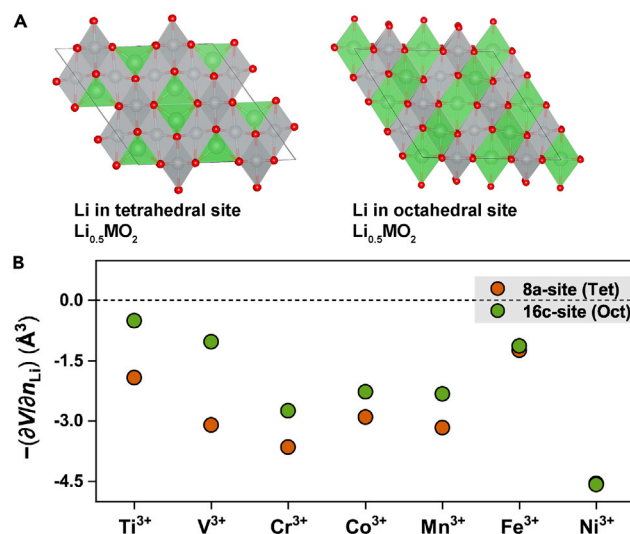 A
Li in tetrahedral site
Li₀.₅MO₂
Li in octahedral site
Li₀.₅MO₂
B
−(∂V/∂nLi) (Å³)
0.0
-1.5
-3.0
-4.5
8a-site (Tet)
16c-site (Oct)
Ti³⁺ V³⁺ Cr³⁺ Co³⁺ Mn³⁺ Fe³⁺ Ni³⁺